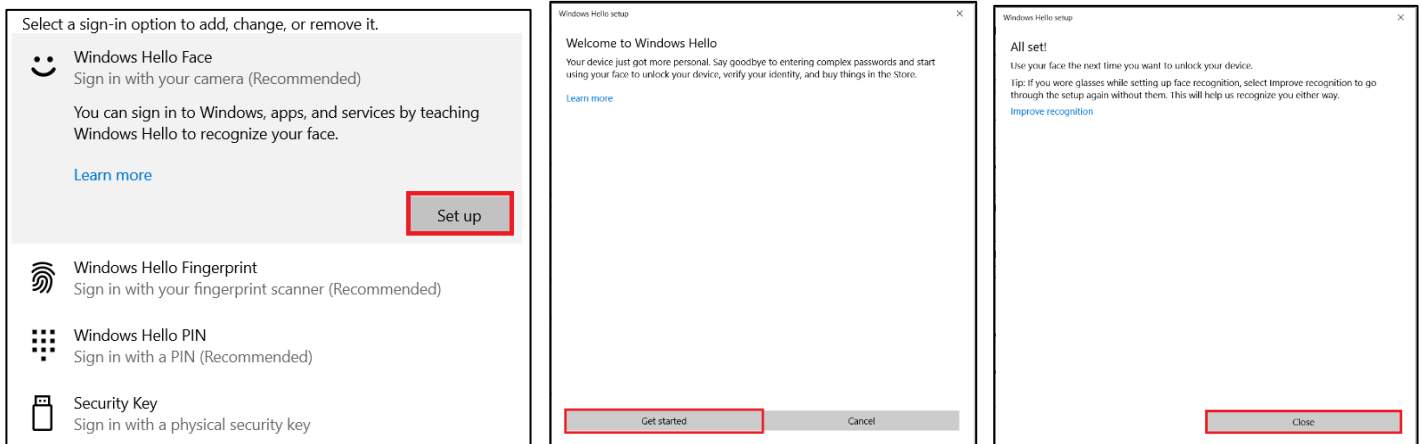 Select a sign-in option to add, change, or remove it.
Windows Hello Face
Sign in with your camera (Recommended)
You can sign in to Windows, apps, and services by teaching
Windows Hello to recognize your face.
Learn more
Set up
Windows Hello Fingerprint
Sign in with your fingerprint scanner (Recommended)
Windows Hello PIN
Sign in with a PIN (Recommended)
Security Key
Sign in with a physical security key
Windows Hello setup
Welcome to Windows Hello
Your device just got more personal. Say goodbye to entering complex passwords and start
using your face to unlock your device, verify your identity, and buy things in the Store.
Learn more
Get started
Cancel
Windows Hello setup
All set!
Use your face the next time you want to unlock your device.
Tip: If you wore glasses while setting up face recognition, select Improve recognition to go
through the setup again without them. This will help us recognize you either way.
Improve recognition
Close